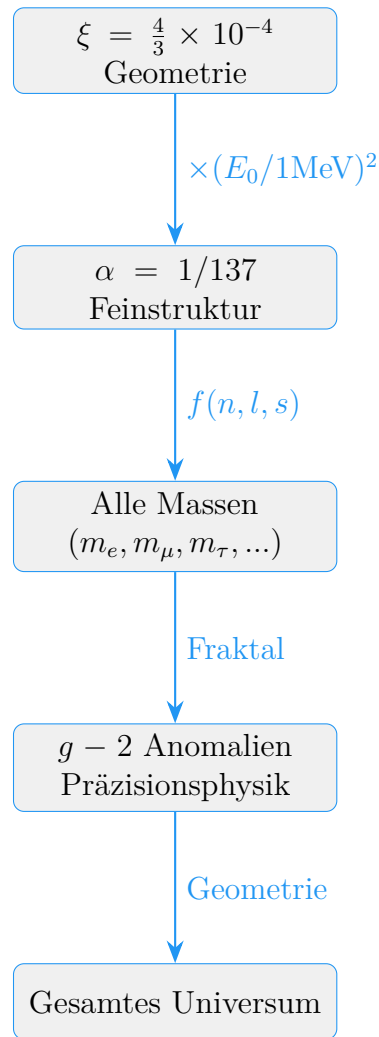 ξ = 4/3 × 10⁻⁴
Geometrie
×(E₀/1MeV)²
α = 1/137
Feinstruktur
f(n, l, s)
Alle Massen
(mₑ, m_μ, m_τ, ...)
Fraktal
g − 2 Anomalien
Präzisionsphysik
Geometrie
Gesamtes Universum